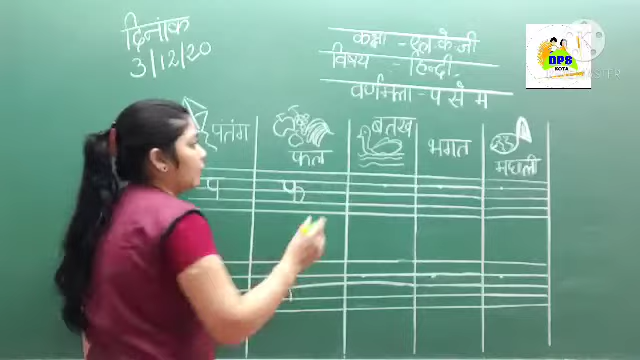 दिनांक
3/12/20
कक्षा - एल.के.जी
विषय - हिन्दी
वर्णमाला - प से म
DPS
KOTA
पतंग
फल
बतख
भगत
मछली
प
फ